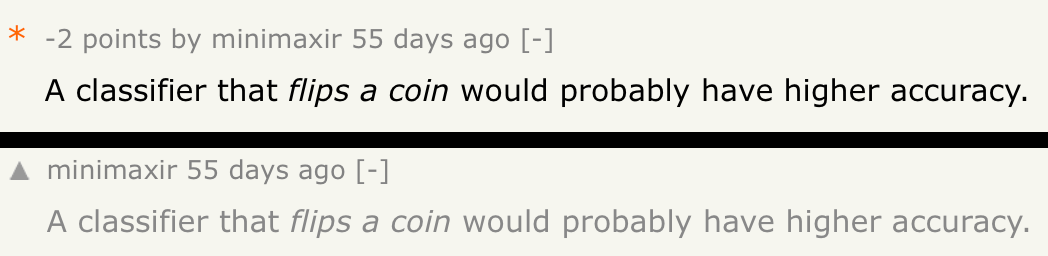 * -2 points by minimaxir 55 days ago [-]
A classifier that flips a coin would probably have higher accuracy.
▲ minimaxir 55 days ago [-]
A classifier that flips a coin would probably have higher accuracy.